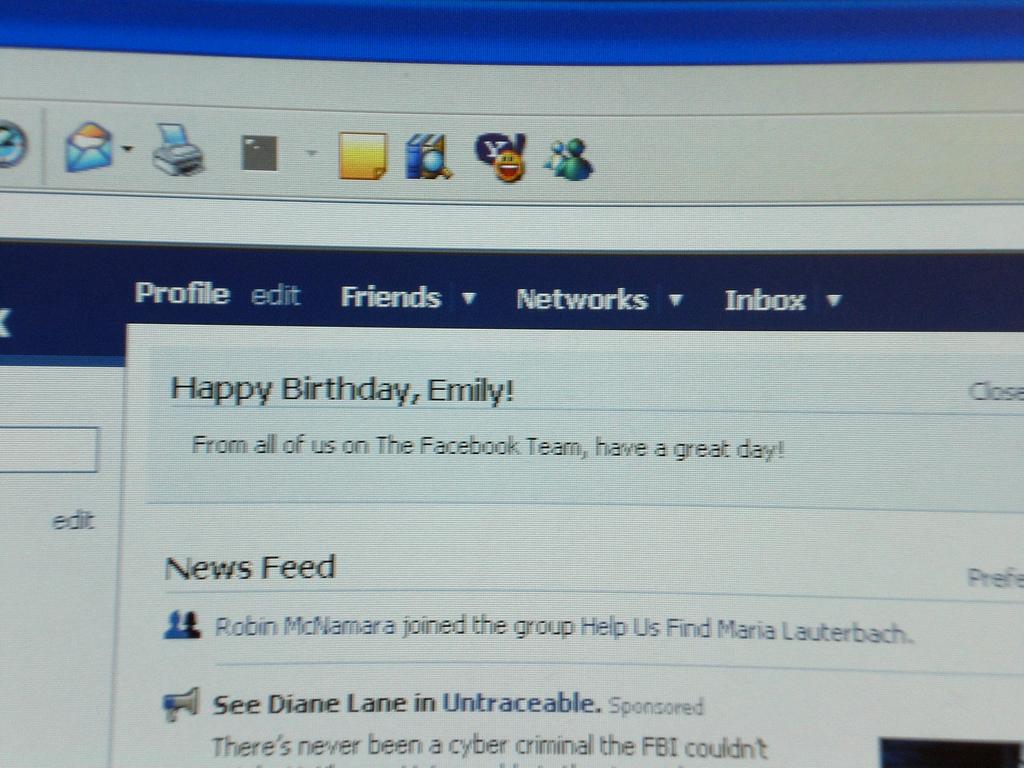 Profile edit Friends Networks Inbox
Happy Birthday, Emily! Close
From all of us on The Facebook Team, have a great day!
edit
News Feed
Robin McNamara joined the group Help Us Find Maria Lauterbach.
See Diane Lane in Untraceable. Sponsored
There's never been a cyber criminal the FBI couldn't